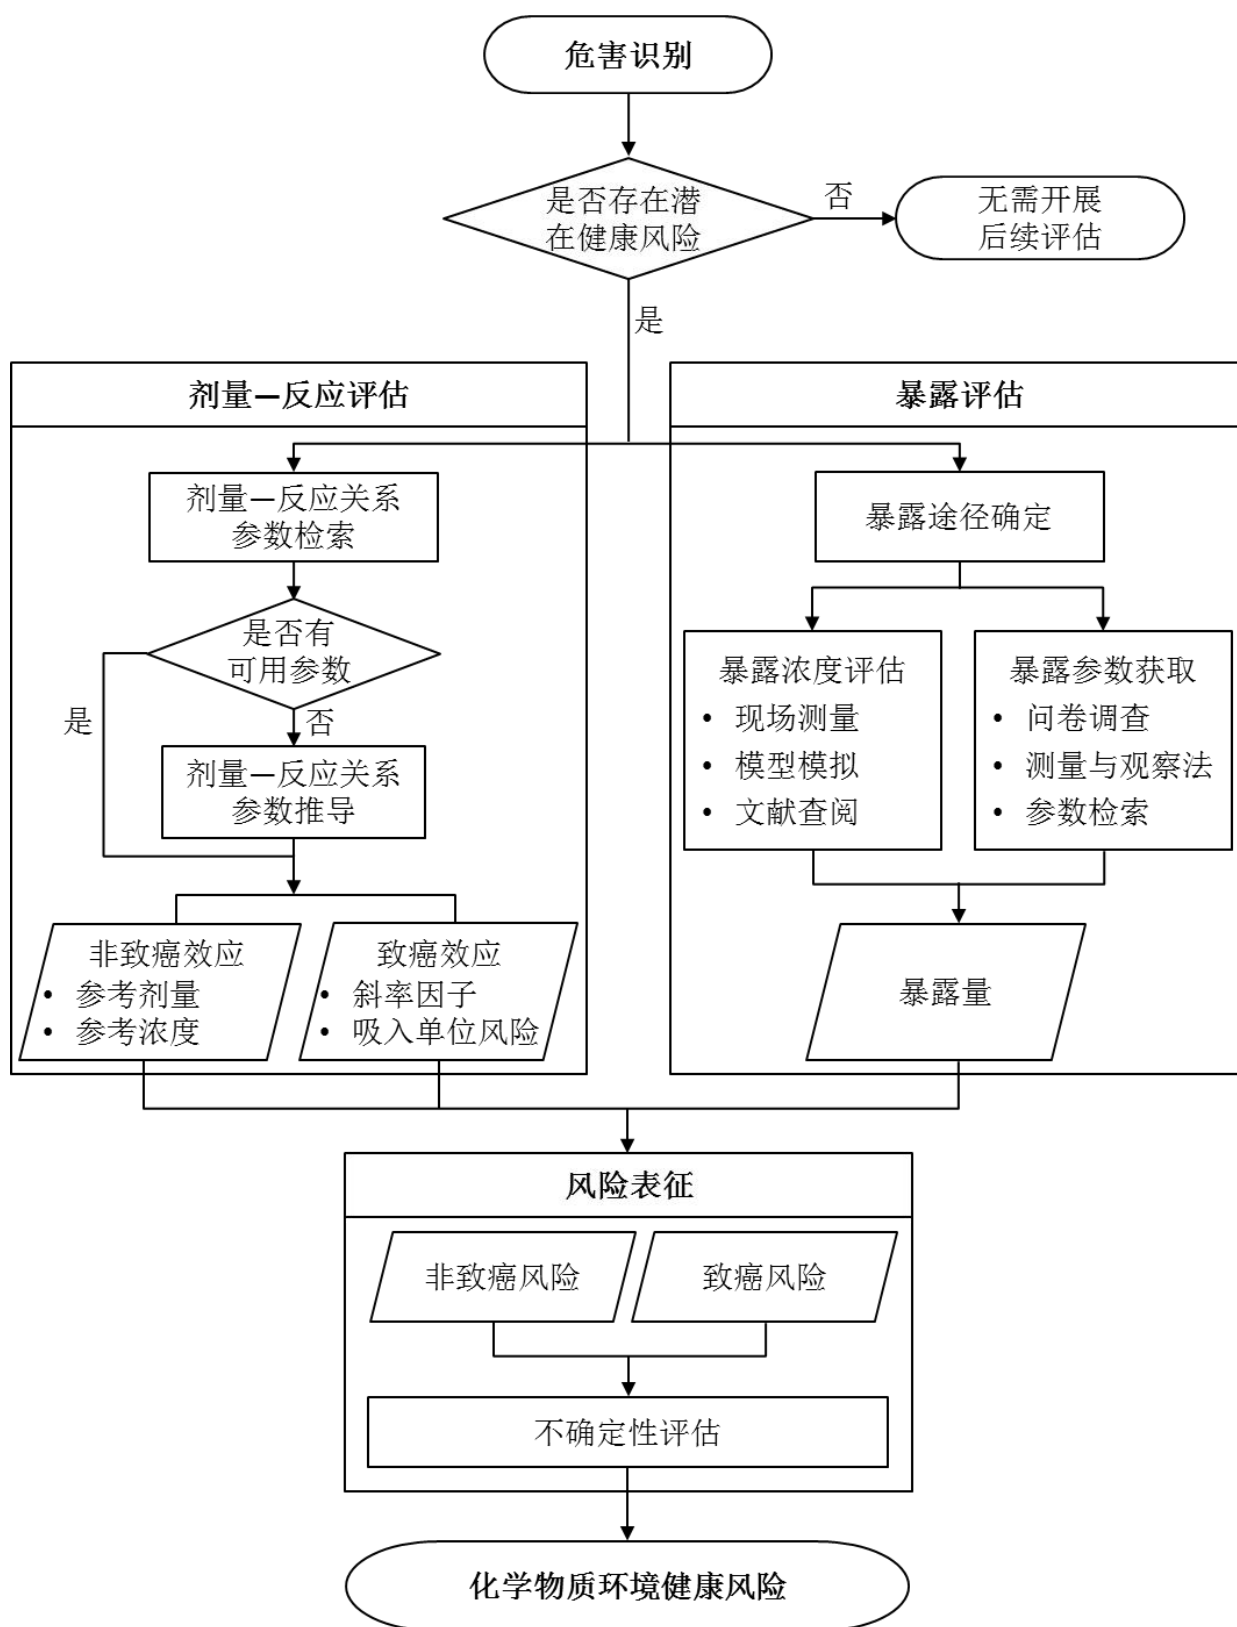 危害识别
是否存在潜
在健康风险
否
无需开展
后续评估
是
剂量—反应评估
剂量—反应关系
参数检索
是否有
可用参数
是
否
剂量—反应关系
参数推导
非致癌效应
• 参考剂量
• 参考浓度
致癌效应
• 斜率因子
• 吸入单位风险
暴露评估
暴露途径确定
暴露浓度评估
• 现场测量
• 模型模拟
• 文献查阅
暴露参数获取
• 问卷调查
• 测量与观察法
• 参数检索
暴露量
风险表征
非致癌风险
致癌风险
不确定性评估
化学物质环境健康风险